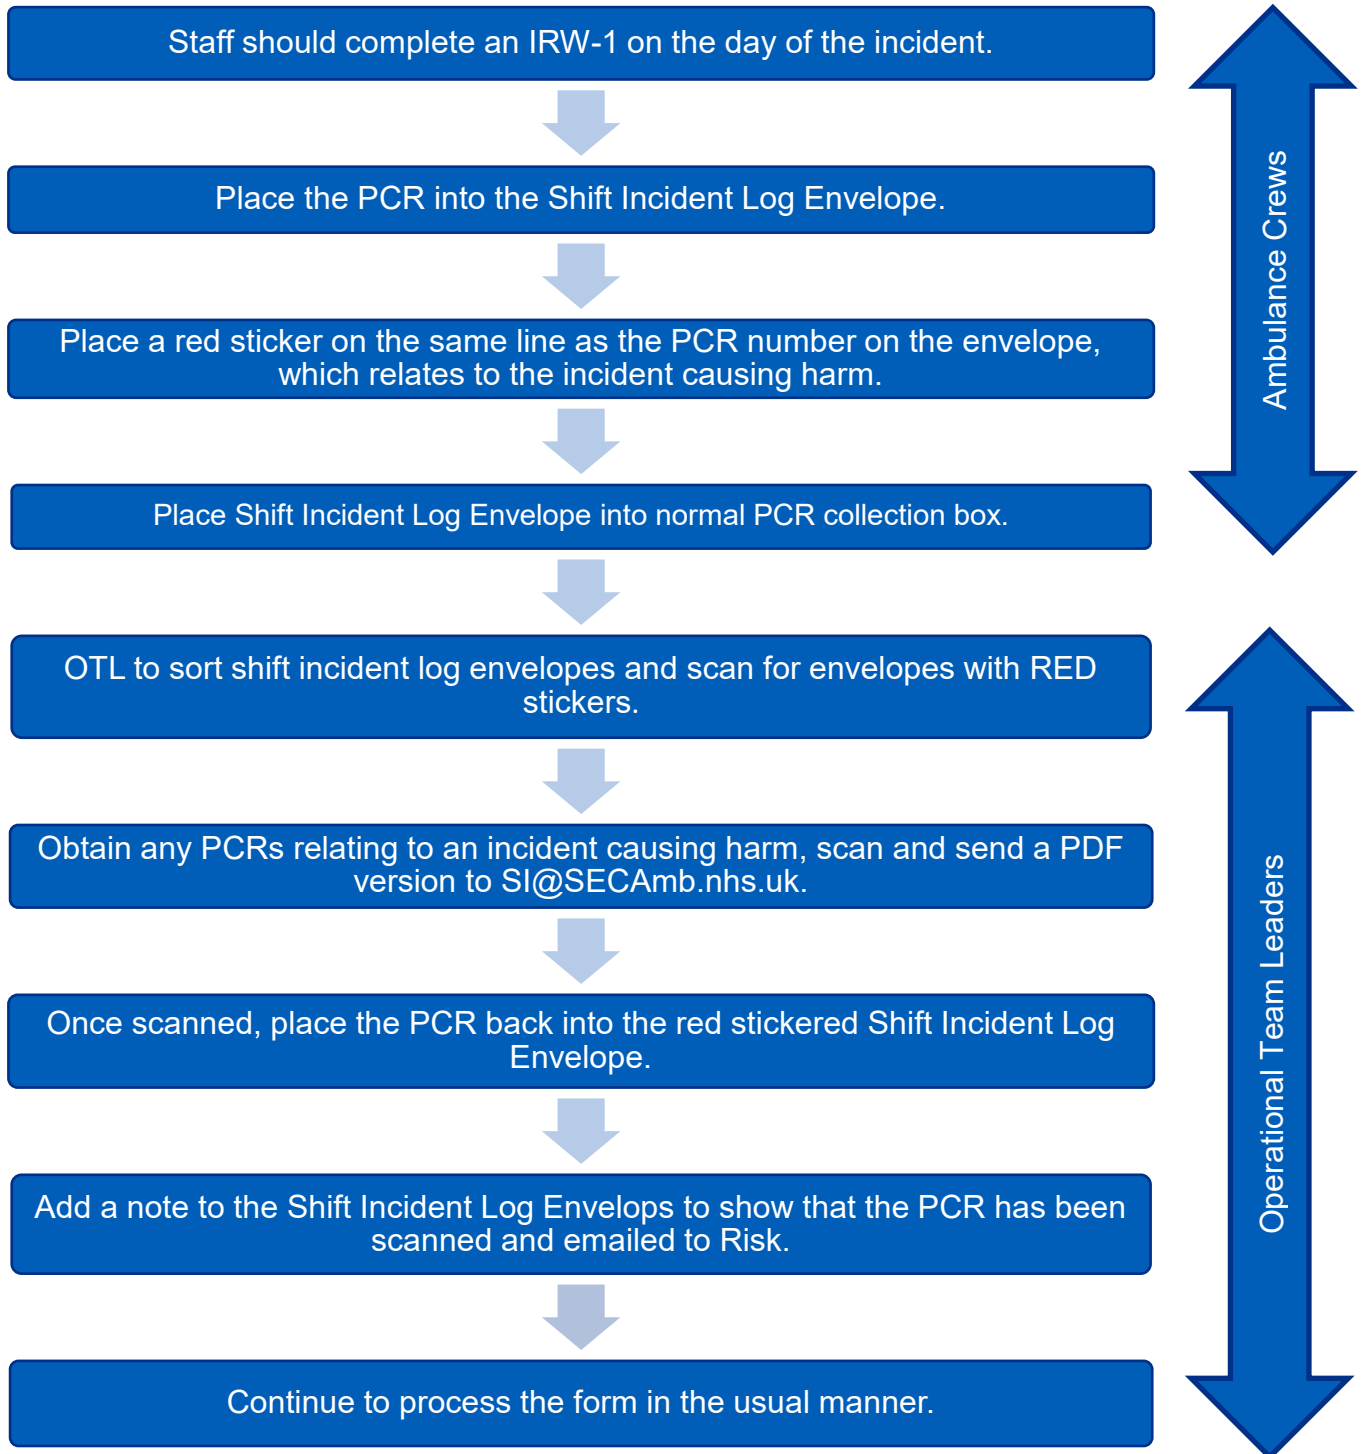 Staff should complete an IRW-1 on the day of the incident.
Place the PCR into the Shift Incident Log Envelope.
Place a red sticker on the same line as the PCR number on the envelope,
which relates to the incident causing harm.
Place Shift Incident Log Envelope into normal PCR collection box.
Ambulance Crews
OTL to sort shift incident log envelopes and scan for envelopes with RED
stickers.
Obtain any PCRs relating to an incident causing harm, scan and send a PDF
version to SI@SECAmb.nhs.uk.
Once scanned, place the PCR back into the red stickered Shift Incident Log
Envelope.
Add a note to the Shift Incident Log Envelops to show that the PCR has been
scanned and emailed to Risk.
Continue to process the form in the usual manner.
Operational Team Leaders